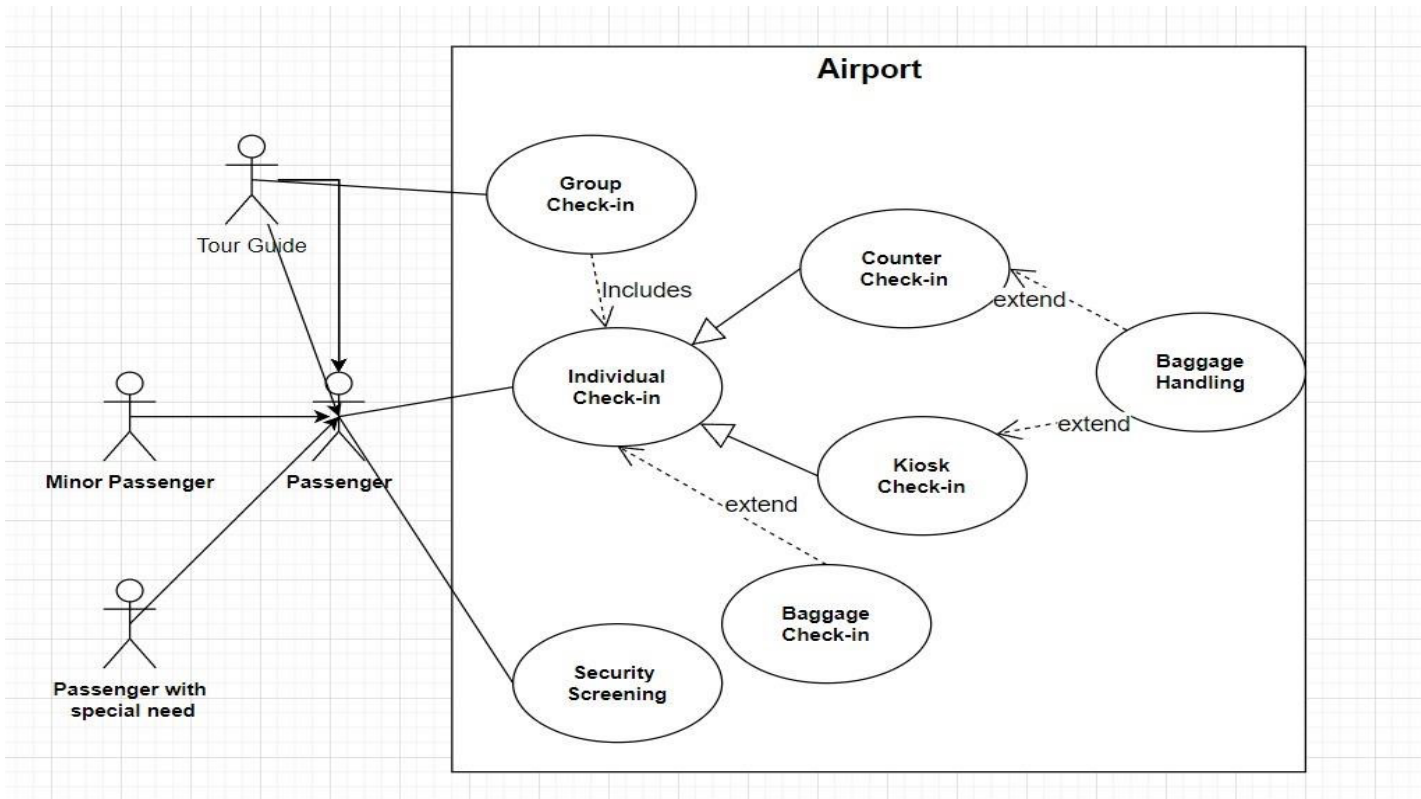 Airport
Group
Check-in
Tour Guide
Counter
Check-in
Includes
extend
Individual
Check-in
Baggage
Handling
extend
Minor Passenger
Passenger
Kiosk
Check-in
extend
Baggage
Check-in
Security
Screening
Passenger with
special need